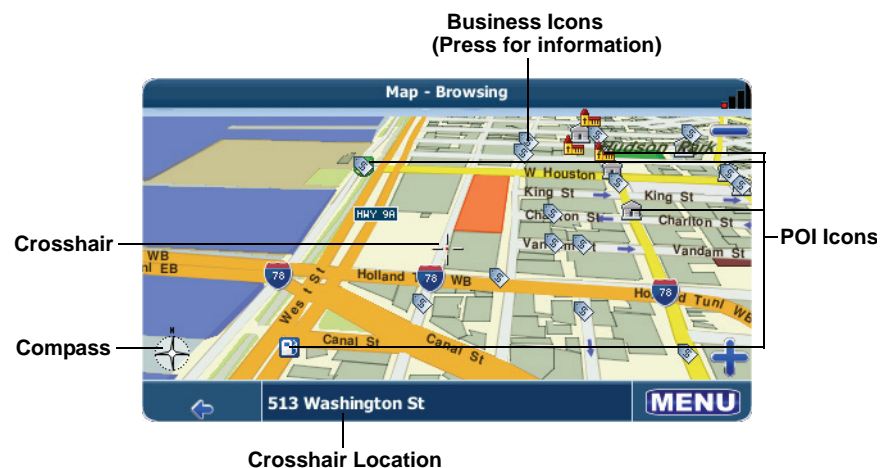 Business Icons
(Press for information)
Map - Browsing
Hudson Park
W Houston
King St
King St
HWY 9A
Charlton St
Charlton St
Crosshair
POI Icons
Vandam St
Vandam St
WB
EB
78
Holland T
WB
78
78
Holland Tunl
WB
West St
Compass
N
Canal St
Canal St
513 Washington St
MENU
Crosshair Location